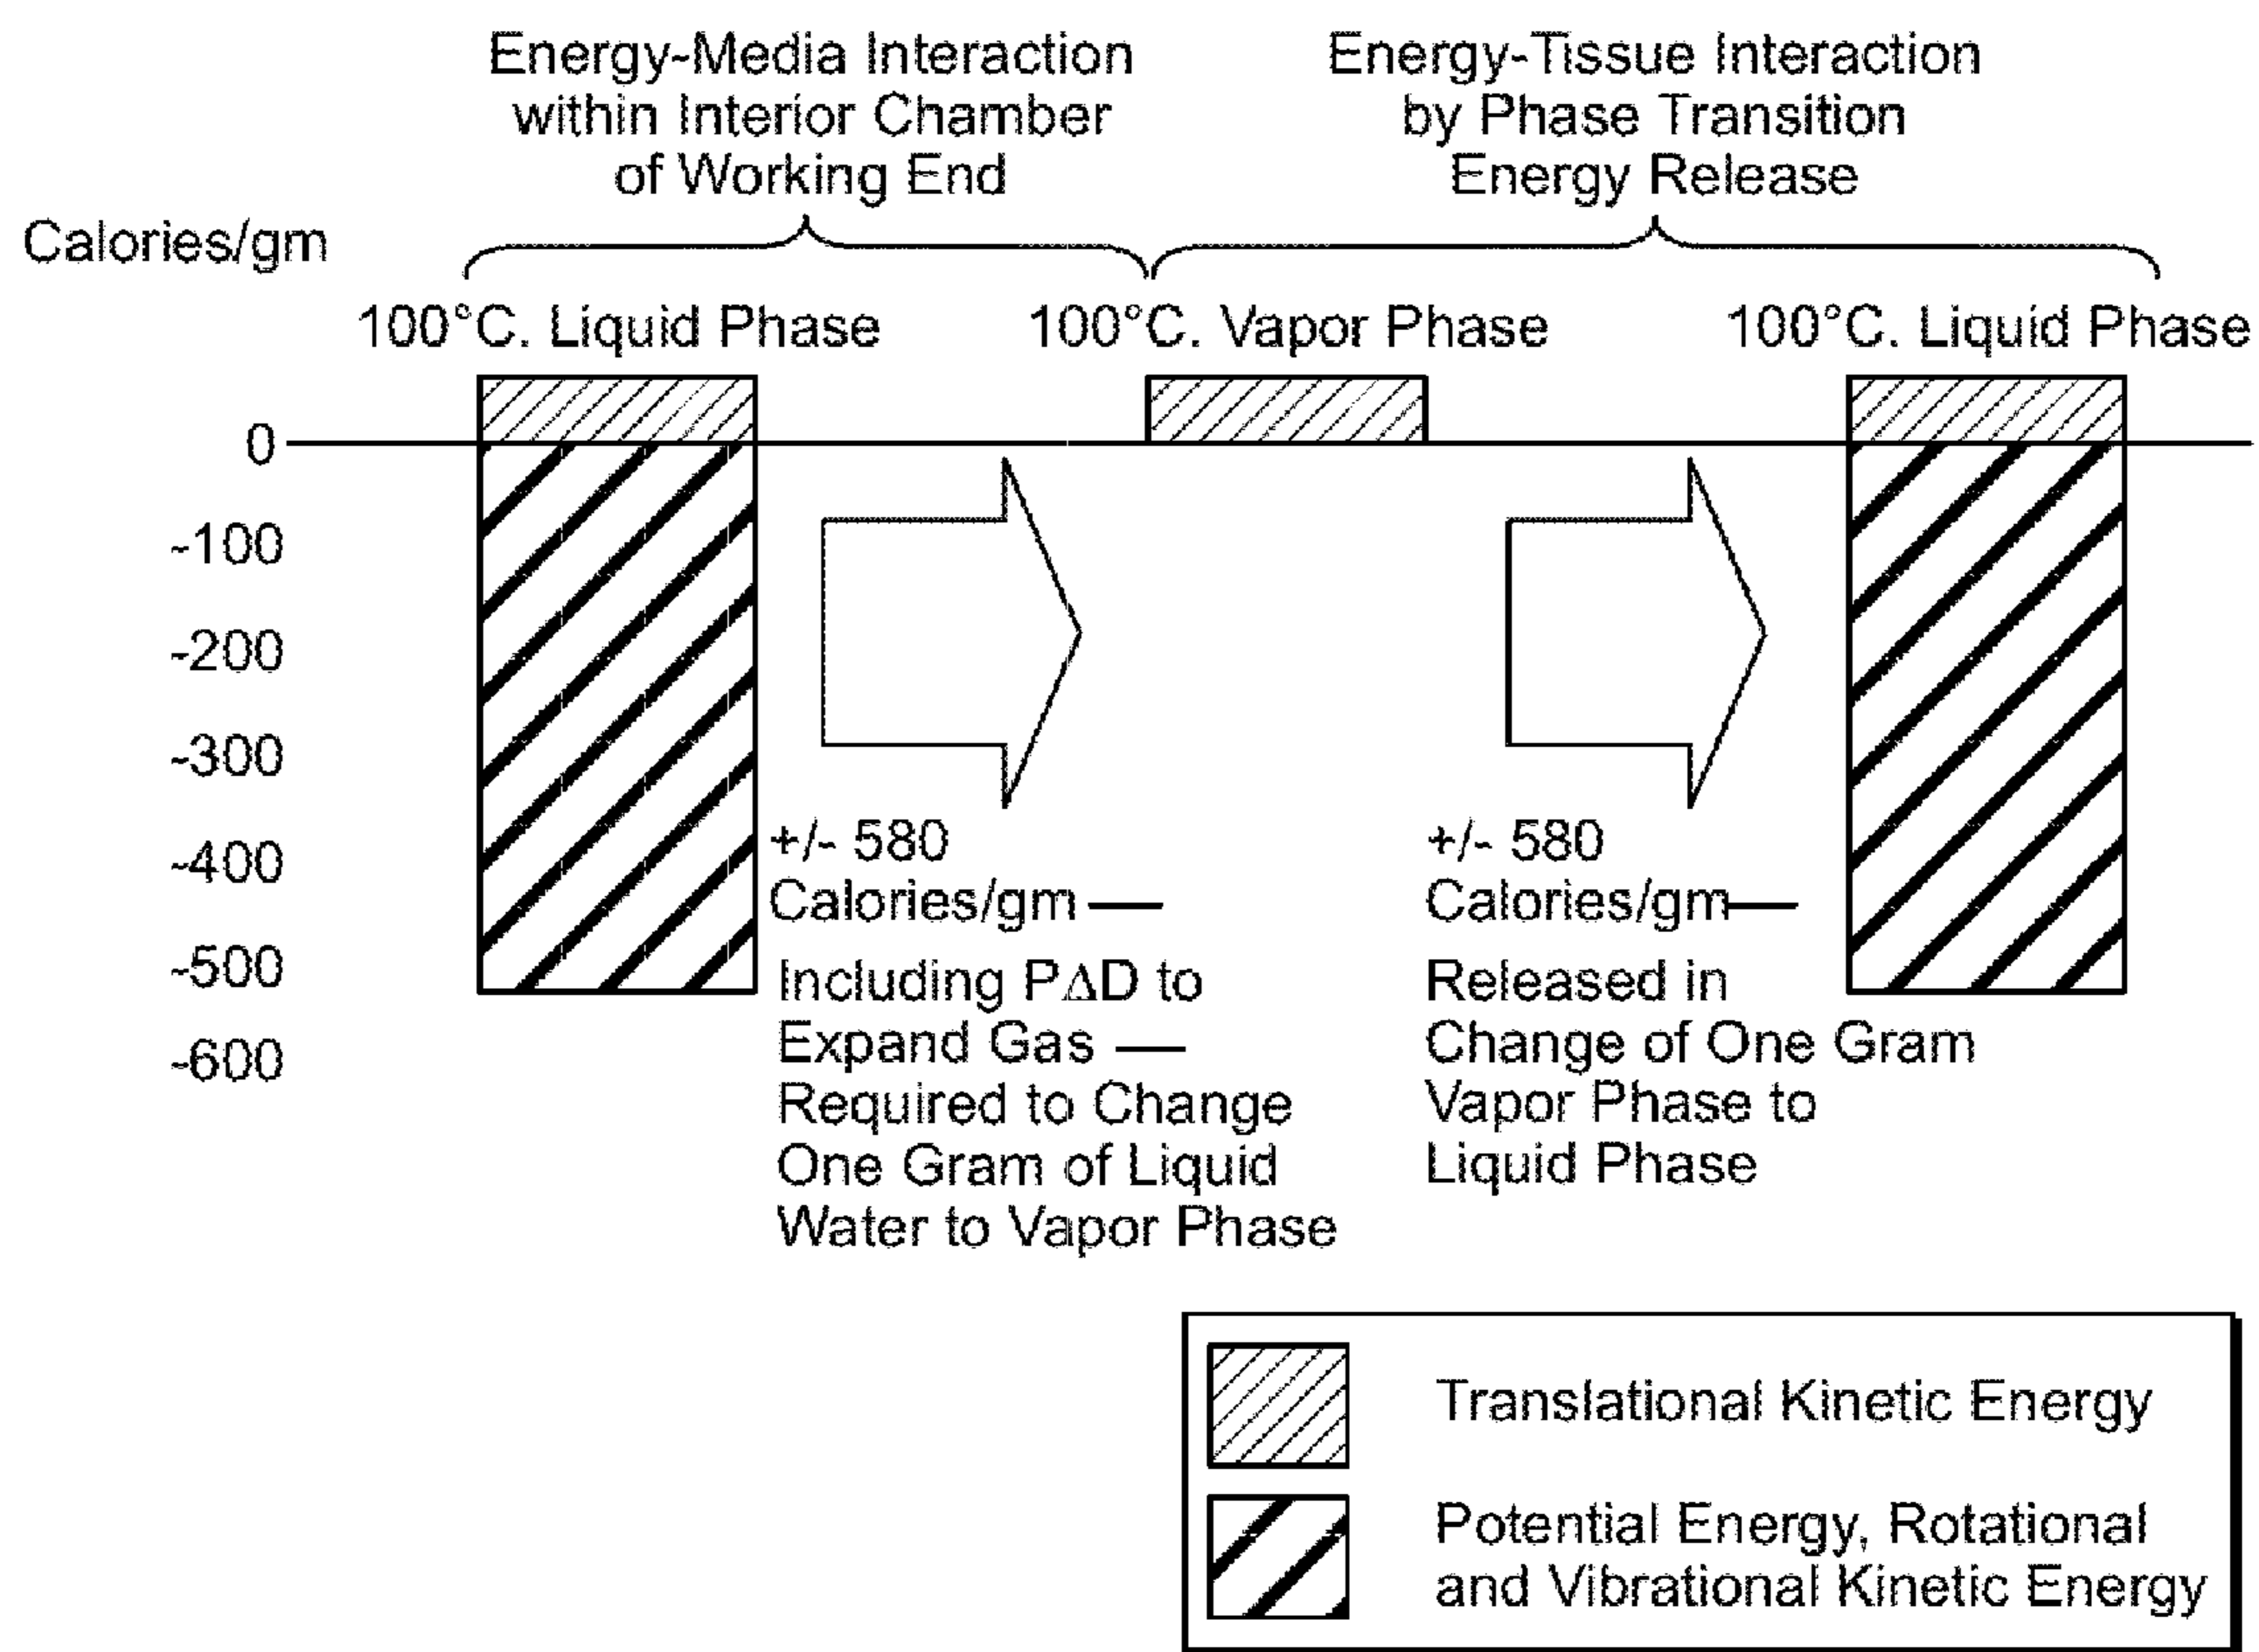 Energy-Media Interaction
within Interior Chamber
of Working End
Energy-Tissue Interaction
by Phase Transition
Energy Release
Calories/gm
100°C. Liquid Phase
100°C. Vapor Phase
100°C. Liquid Phase
0
-100
-200
-300
-400
-500
-600
+/- 580
Calories/gm —
Including PΔD to
Expand Gas —
Required to Change
One Gram of Liquid
Water to Vapor Phase
+/- 580
Calories/gm—
Released in
Change of One Gram
Vapor Phase to
Liquid Phase
Translational Kinetic Energy
Potential Energy, Rotational
and Vibrational Kinetic Energy